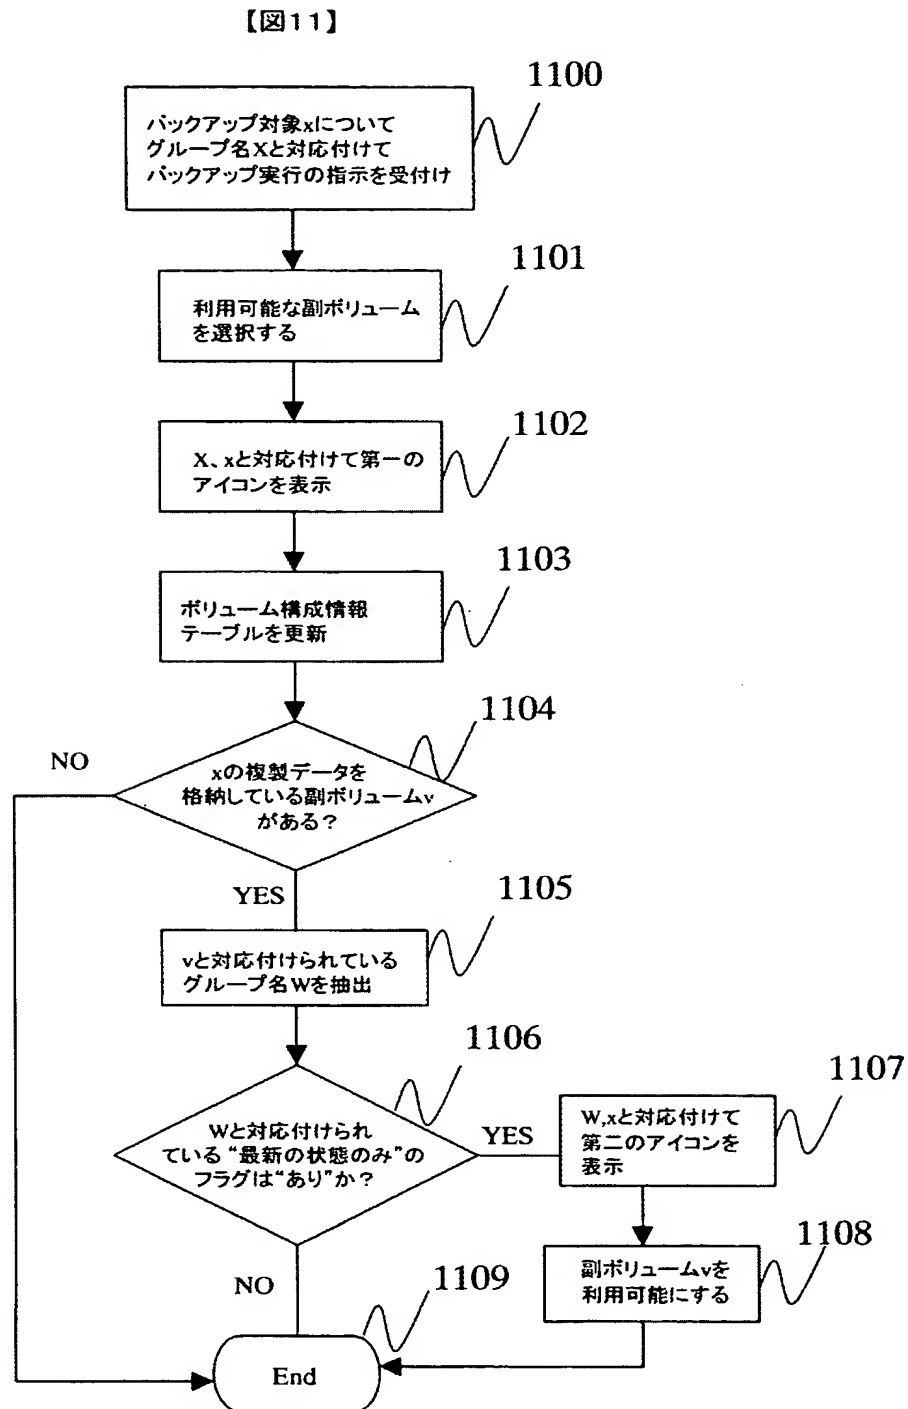 【図11】
1100
バックアップ対象xについて
グループ名Xと対応付けて
バックアップ実行の指示を受付け
1101
利用可能な副ボリューム
を選択する
1102
X、xと対応付けて第一の
アイコンを表示
1103
ボリューム構成情報
テーブルを更新
1104
NO
xの複製データを
格納している副ボリュームv
がある?
YES
1105
vと対応付けられている
グループ名Wを抽出
1106
1107
Wと対応付けられ
ている “最新の状態のみ”の
フラグは“あり”か?
YES
W,xと対応付けて
第二のアイコンを
表示
1108
副ボリュームvを
利用可能にする
NO
1109
End